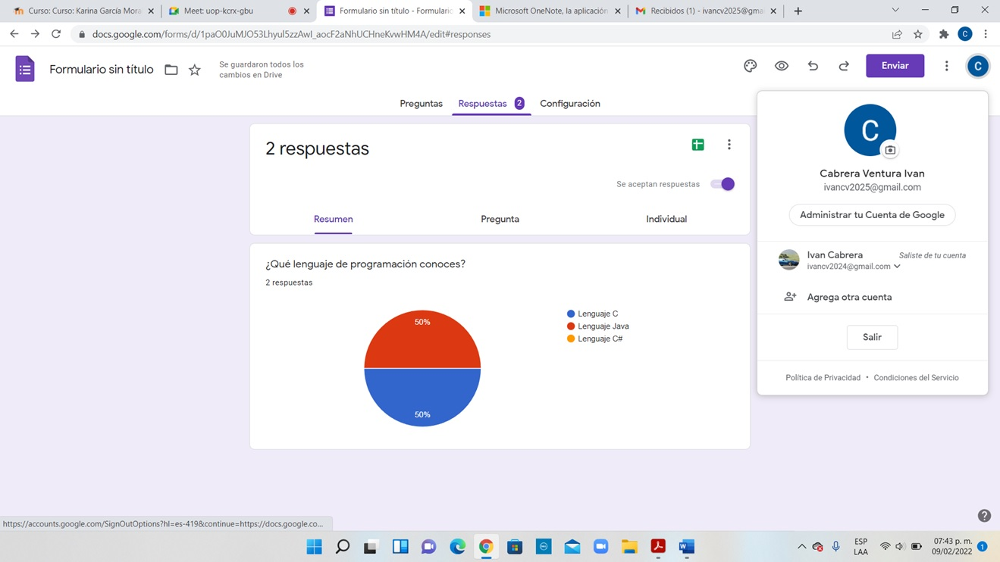 Curso: Curso: Karina García Mora
Meet: uop-kcrx-gbu
Formulario sin título - Formulario
Microsoft OneNote, la aplicación
Recibidos (1) - ivancv2025@gma
docs.google.com/forms/d/1paO0JuMJO53Lhyul5zzAwI_aocF2aNhUCHneKvwHM4A/edit#responses
C
Formulario sin título
Se guardaron todos los
cambios en Drive
Enviar
C
Preguntas
Respuestas 2
Configuración
2 respuestas
Se aceptan respuestas
Resumen
Pregunta
Individual
¿Qué lenguaje de programación conoces?
2 respuestas
50%
50%
Lenguaje C
Lenguaje Java
Lenguaje C#
C
Cabrera Ventura Ivan
ivancv2025@gmail.com
Administrar tu Cuenta de Google
Ivan Cabrera
Saliste de tu cuenta
ivancv2024@gmail.com
Agrega otra cuenta
Salir
Política de Privacidad • Condiciones del Servicio
https://accounts.google.com/SignOutOptions?hl=es-419&continue=https://docs.google.co...
ESP
LAA
07:43 p. m.
09/02/2022
1